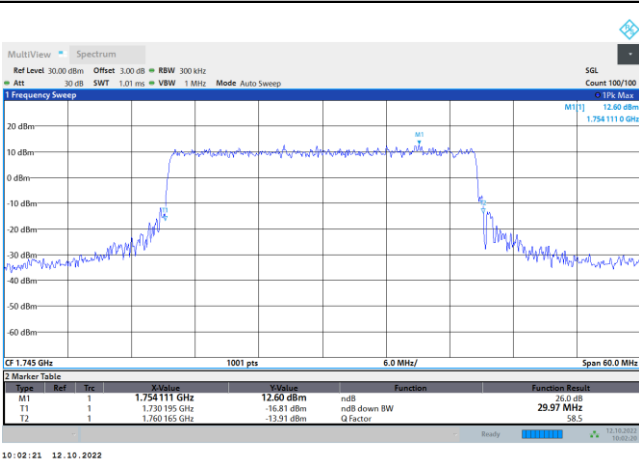 MultiView Spectrum
Ref Level 30.00 dBm Offset 3.00 dB RBW 300 kHz SGL
Att 30 dB SWT 1.01 ms VBW 1 MHz Mode Auto Sweep Count 100/100
1 Frequency Sweep 1Pk Max
M1[1] 12.60 dBm
1.754 111 0 GHz
20 dBm
M1
10 dBm
0 dBm
-10 dBm
-20 dBm
-30 dBm
-40 dBm
-50 dBm
-60 dBm
CF 1.745 GHz 1001 pts 6.0 MHz/ Span 60.0 MHz
2 Marker Table
Type Ref Trc X-Value Y-Value Function Function Result
M1 1 1.754 111 GHz 12.60 dBm ndB 26.0 dB
T1 1 1.730 195 GHz -16.81 dBm ndB down BW 29.97 MHz
T2 1 1.760 165 GHz -13.91 dBm Q Factor 58.5
Ready 12.10.2022
10:02:20
10:02:21 12.10.2022